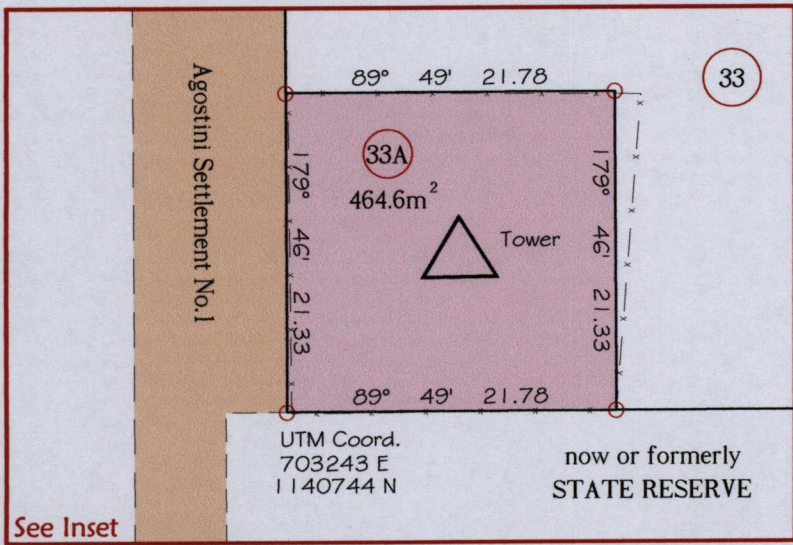 89° 49' 21.78
33
Agostini Settlement No.1
33A
464.6m²
179° 46' 21.33
Tower
179° 46' 21.33
89° 49' 21.78
UTM Coord.
703243 E
1140744 N
now or formerly
STATE RESERVE
See Inset